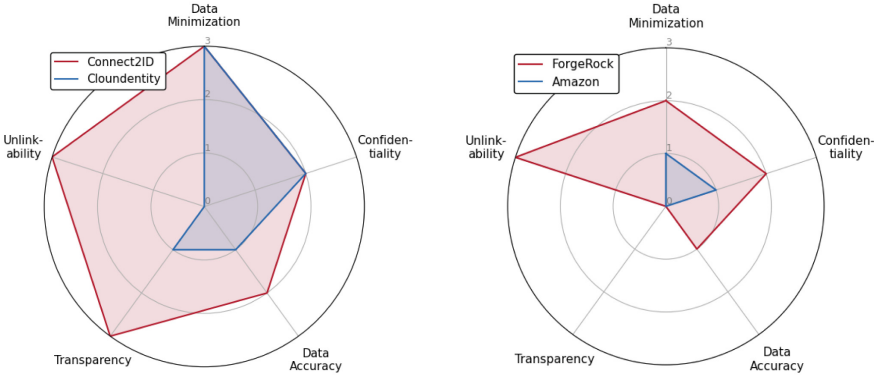 Data
Minimization
3
Connect2ID
Cloundentity
2
Unlink-
ability
Confiden-
tiality
1
0
Transparency
Data
Accuracy
Data
Minimization
3
ForgeRock
Amazon
2
Unlink-
ability
Confiden-
tiality
1
0
Transparency
Data
Accuracy